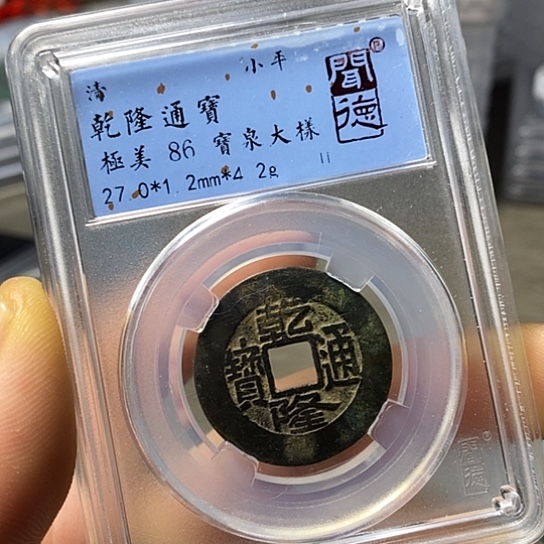 清 小平
乾隆通寶
極美 86 寶泉大樣
27.0*1.2mm*4.2g
聞德
乾隆通寶